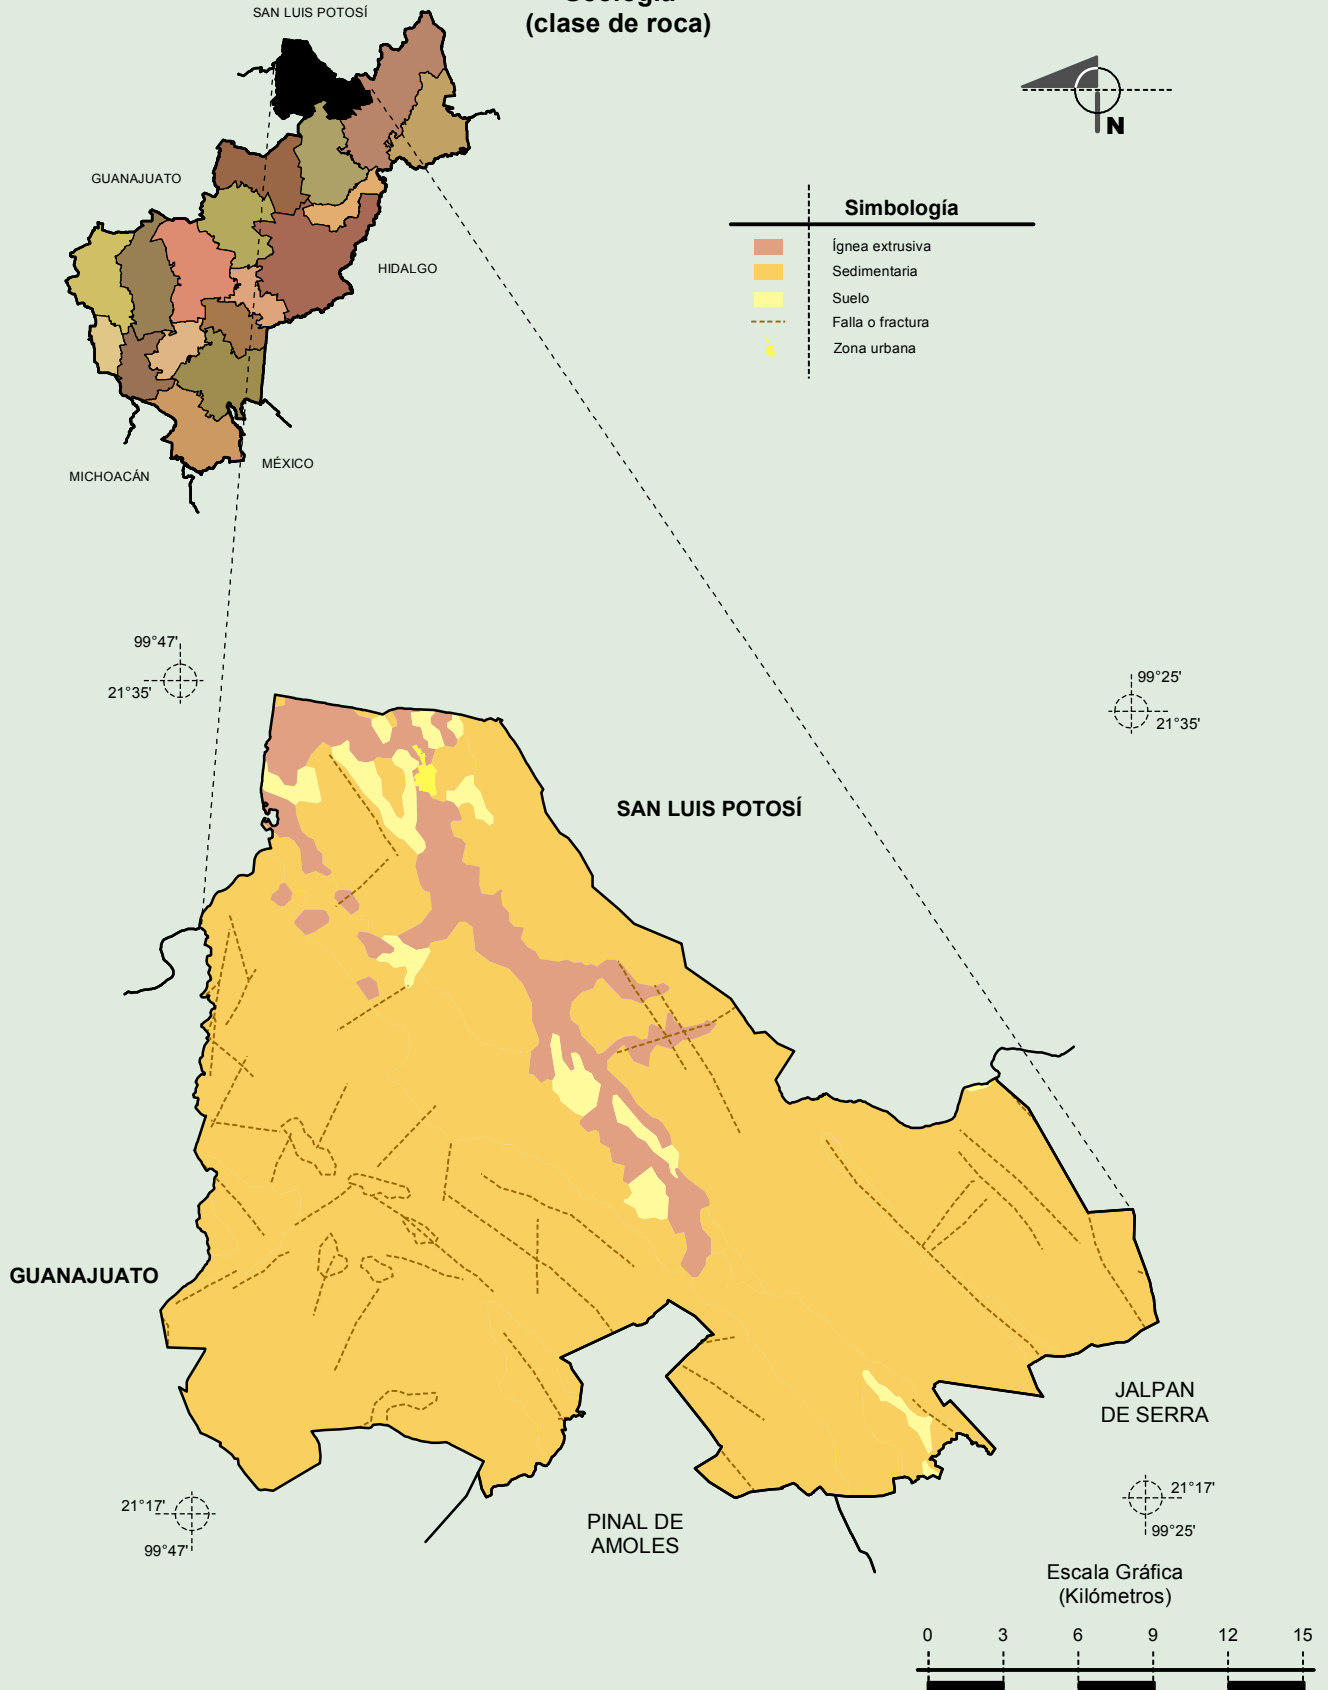 (clase de roca)
SAN LUIS POTOSÍ
N
GUANAJUATO
HIDALGO
MICHOACÁN
MÉXICO
Simbología
Ígnea extrusiva
Sedimentaria
Suelo
Falla o fractura
Zona urbana
99°47'
21°35'
99°25'
21°35'
SAN LUIS POTOSÍ
GUANAJUATO
JALPAN
DE SERRA
PINAL DE
AMOLES
21°17'
99°47'
21°17'
99°25'
Escala Gráfica
(Kilómetros)
0 3 6 9 12 15